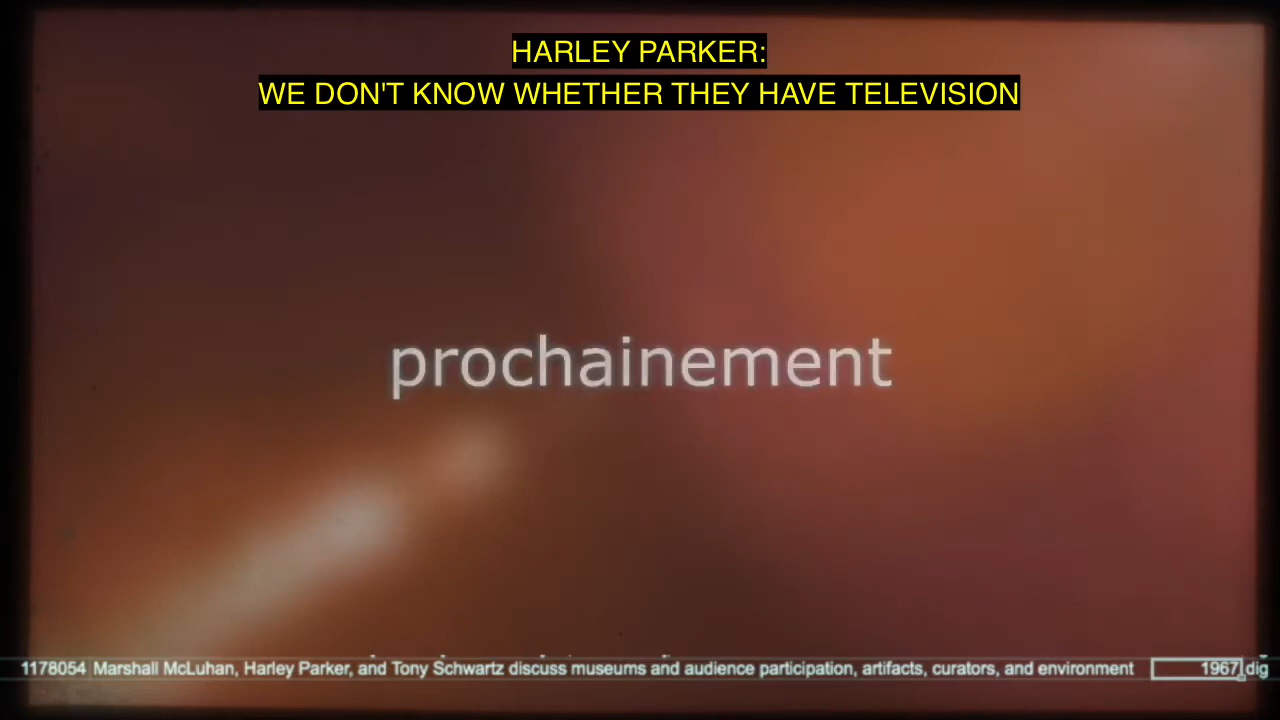 HARLEY PARKER:
WE DON'T KNOW WHETHER THEY HAVE TELEVISION
prochainement
1178054 Marshall McLuhan, Harley Parker, and Tony Schwartz discuss museums and audience participation, artifacts, curators, and environment 1967 dig